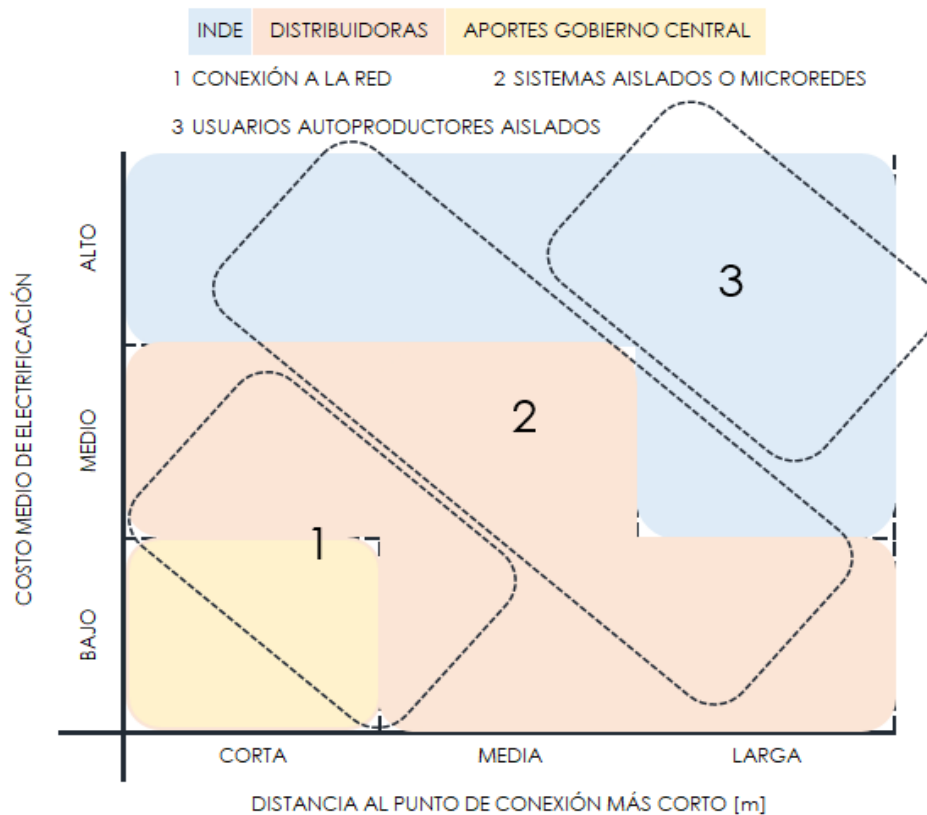 INDE DISTRIBUIDORAS APORTES GOBIERNO CENTRAL
1 CONEXIÓN A LA RED 2 SISTEMAS AISLADOS O MICROREDES
3 USUARIOS AUTOPRODUCTORES AISLADOS
COSTO MEDIO DE ELECTRIFICACIÓN
ALTO
MEDIO
BAJO
3
2
1
CORTA MEDIA LARGA
DISTANCIA AL PUNTO DE CONEXIÓN MÁS CORTO [m]